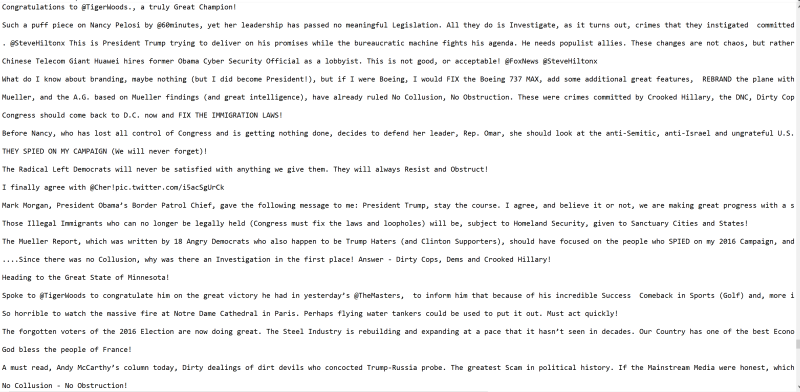 Congratulations to @TigerWoods., a truly Great Champion!
Such a puff piece on Nancy Pelosi by @60minutes, yet her leadership has passed no meaningful Legislation. All they do is Investigate, as it turns out, crimes that they instigated  committed
. @SteveHiltonx This is President Trump trying to deliver on his promises while the bureaucratic machine fights his agenda. He needs populist allies. These changes are not chaos, but rather
Chinese Telecom Giant Huawei hires former Obama Cyber Security Official as a lobbyist. This is not good, or acceptable! @FoxNews @SteveHiltonx
What do I know about branding, maybe nothing (but I did become President!), but if I were Boeing, I would FIX the Boeing 737 MAX, add some additional great features,  REBRAND the plane with
Mueller, and the A.G. based on Mueller findings (and great intelligence), have already ruled No Collusion, No Obstruction. These were crimes committed by Crooked Hillary, the DNC, Dirty Cop
Congress should come back to D.C. now and FIX THE IMMIGRATION LAWS!
Before Nancy, who has lost all control of Congress and is getting nothing done, decides to defend her leader, Rep. Omar, she should look at the anti-Semitic, anti-Israel and ungrateful U.S.
THEY SPIED ON MY CAMPAIGN (We will never forget)!
The Radical Left Democrats will never be satisfied with anything we give them. They will always Resist and Obstruct!
I finally agree with @Cher!pic.twitter.com/i5acSgUrCk
Mark Morgan, President Obama’s Border Patrol Chief, gave the following message to me: President Trump, stay the course. I agree, and believe it or not, we are making great progress with a s
Those Illegal Immigrants who can no longer be legally held (Congress must fix the laws and loopholes) will be, subject to Homeland Security, given to Sanctuary Cities and States!
The Mueller Report, which was written by 18 Angry Democrats who also happen to be Trump Haters (and Clinton Supporters), should have focused on the people who SPIED on my 2016 Campaign, and
....Since there was no Collusion, why was there an Investigation in the first place! Answer - Dirty Cops, Dems and Crooked Hillary!
Heading to the Great State of Minnesota!
Spoke to @TigerWoods to congratulate him on the great victory he had in yesterday’s @TheMasters,  to inform him that because of his incredible Success  Comeback in Sports (Golf) and, more i
So horrible to watch the massive fire at Notre Dame Cathedral in Paris. Perhaps flying water tankers could be used to put it out. Must act quickly!
The forgotten voters of the 2016 Election are now doing great. The Steel Industry is rebuilding and expanding at a pace that it hasn’t seen in decades. Our Country has one of the best Econo
God bless the people of France!
A must read, Andy McCarthy’s column today, Dirty dealings of dirt devils who concocted Trump-Russia probe. The greatest Scam in political history. If the Mainstream Media were honest, which
No Collusion - No Obstruction!